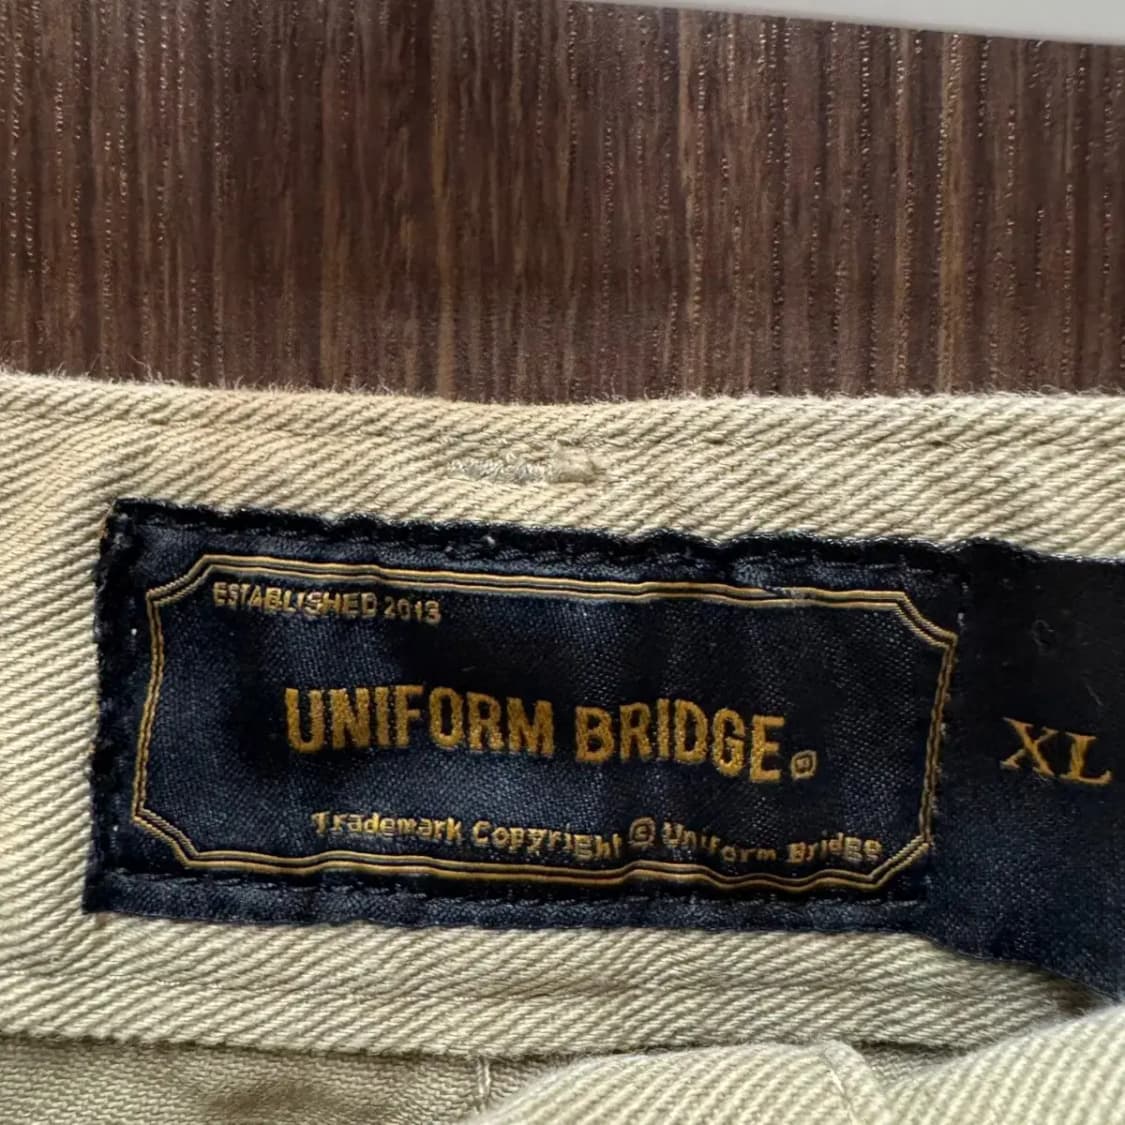 ESTABLISHED 2013
UNIFORM BRIDGE®
XL
Trademark Copyright © Uniform Bridge